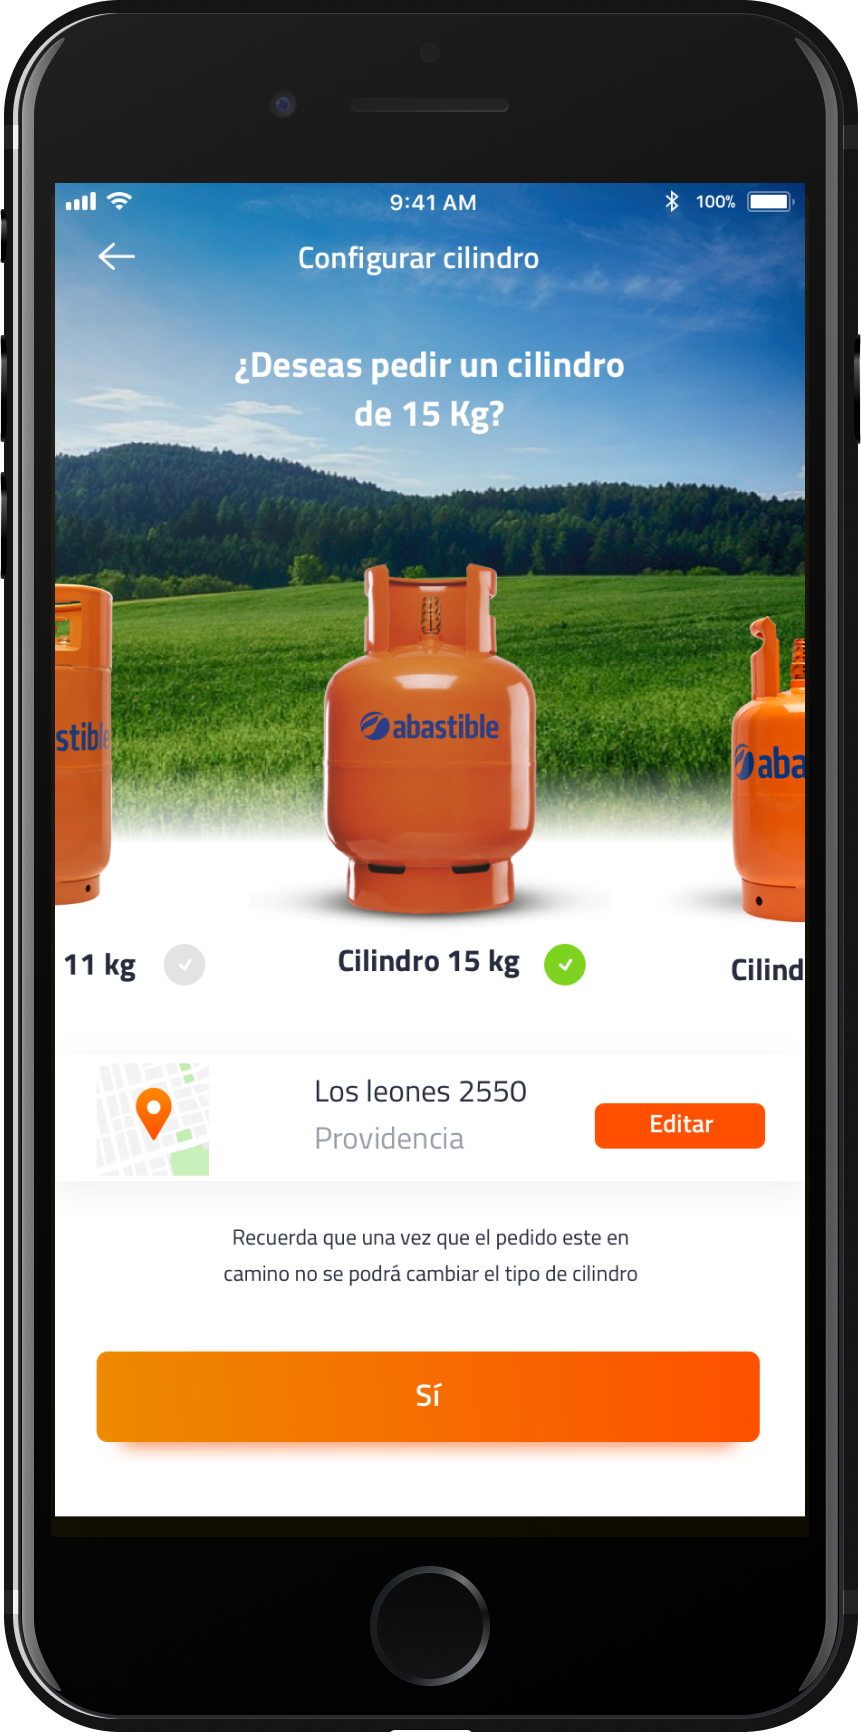 9:41 AM
100%
Configurar cilindro
¿Deseas pedir un cilindro
de 15 Kg?
stible
abastible
aba
11 kg
Cilindro 15 kg
Cilind
Los leones 2550
Providencia
Editar
Recuerda que una vez que el pedido este en
camino no se podrá cambiar el tipo de cilindro
Sí